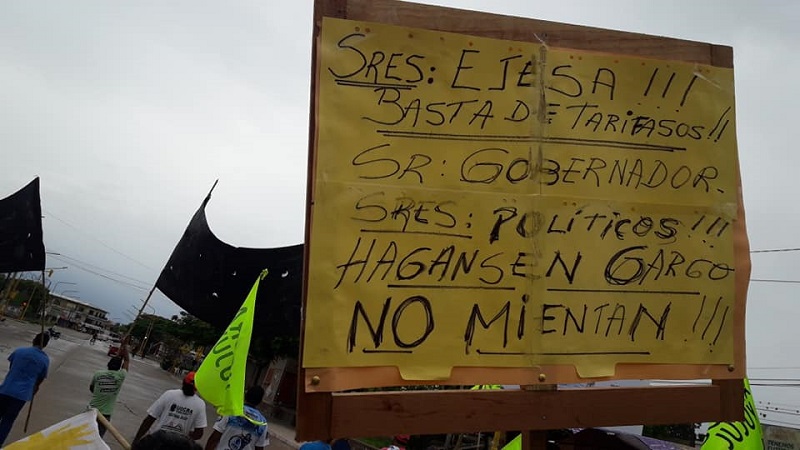 SRES: EJESA!!!
BASTA DE TARIFASOS!!
SR: GOBERNADOR.
SRES: POLÍTICOS!!!
HAGANSEN CARGO
NO MIENTAN!!!